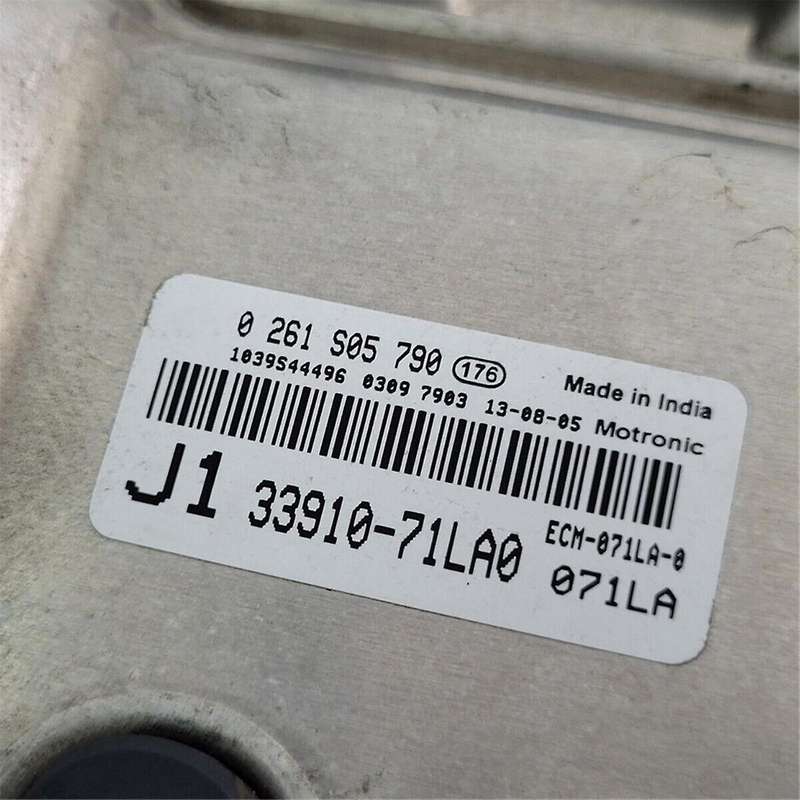 0 261 S05 790 176 Made in India
1039S44496 0309 7903 13-08-05 Motronic
J1 33910-71LA0 ECM-071LA-0
071LA